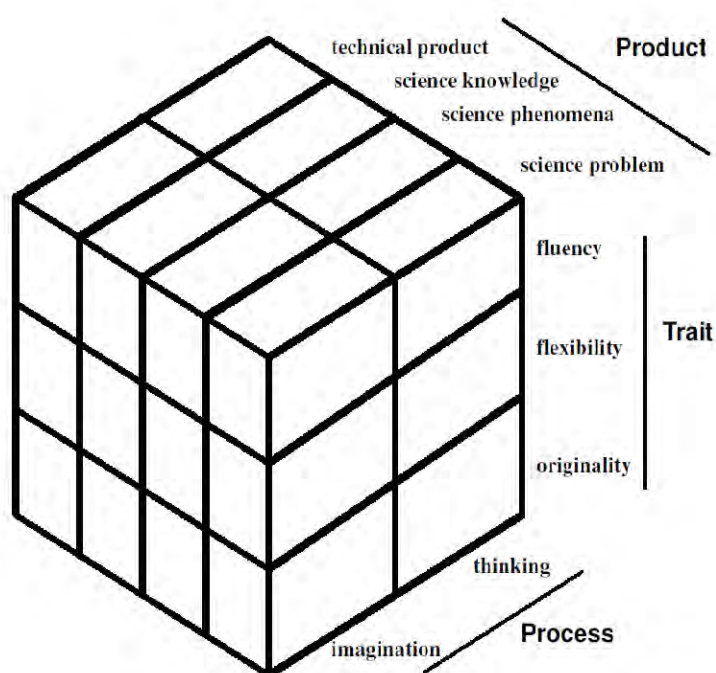 technical product
Product
science knowledge
science phenomena
science problem
fluency
Trait
flexibility
originality
thinking
Process
imagination